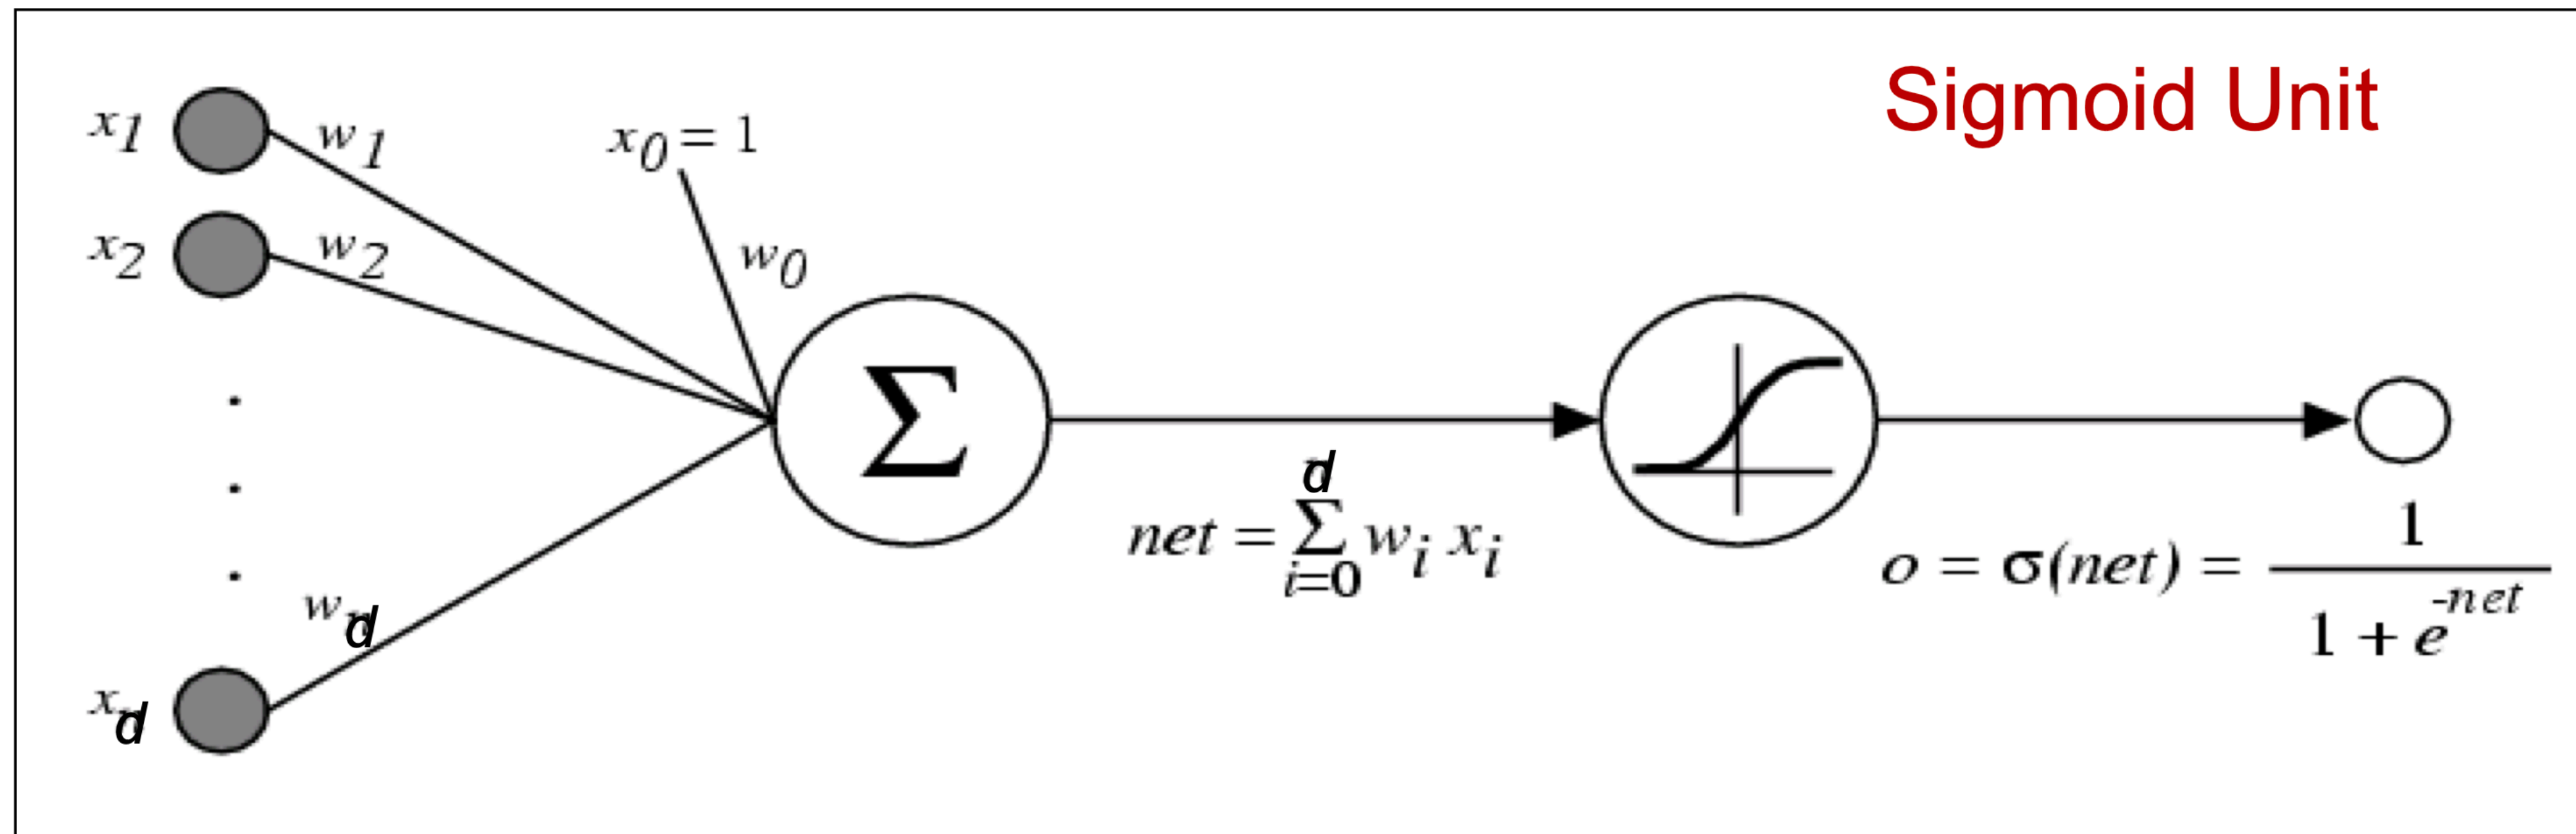 Sigmoid Unit
x1
w1
x0 = 1
x2
w2
w0
Σ
d
net = Σ wi xi
i=0
wd
xd
o = σ(net) = 1 / (1 + e^-net)